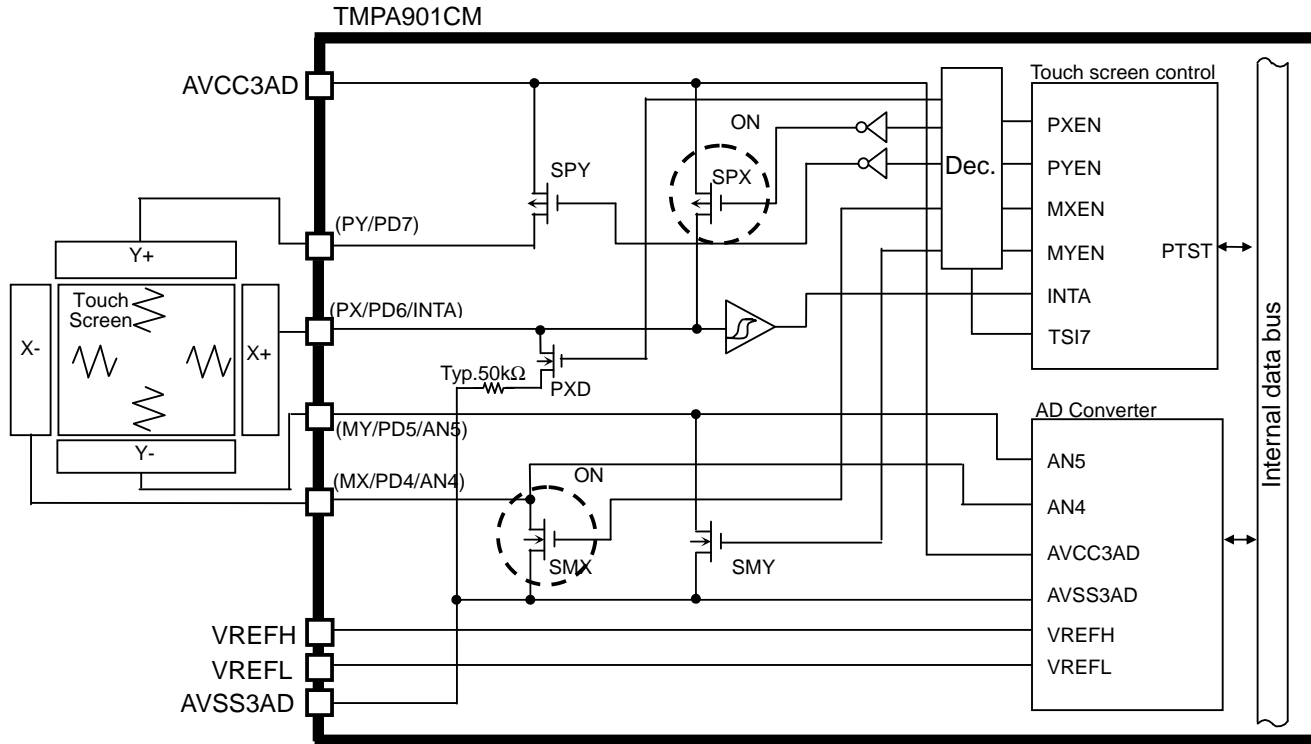 TMPA901CM
AVCC3AD
Touch screen control
ON
PXEN
SPY
SPX
Dec.
PYEN
(PY/PD7)
MXEN
Y+
MYEN
PTST
Touch
Screen
(PX/PD6/INTA)
INTA
X-
X+
TSI7
Typ.50kΩ
PXD
Internal data bus
(MY/PD5/AN5)
AD Converter
Y-
(MX/PD4/AN4)
ON
AN5
AN4
SMX
SMY
AVCC3AD
AVSS3AD
VREFH
VREFH
VREFL
VREFL
AVSS3AD